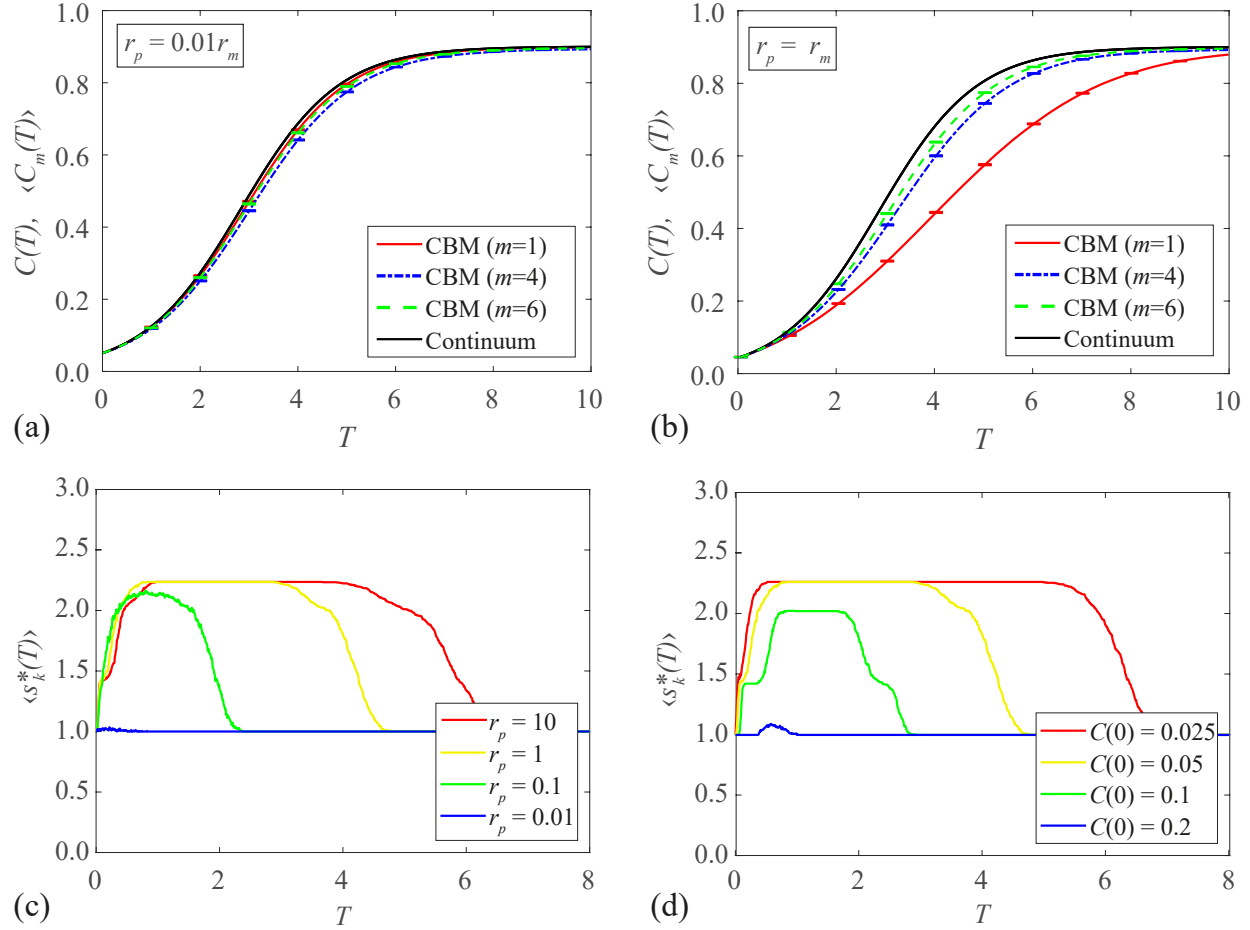 1.0
0.8
0.6
0.4
0.2
0.0
C(T), ‹C_m(T)›
r_p = 0.01r_m
CBM (m=1)
CBM (m=4)
CBM (m=6)
Continuum
0 2 4 6 8 10
T
(a)
1.0
0.8
0.6
0.4
0.2
0.0
C(T), ‹C_m(T)›
r_p = r_m
CBM (m=1)
CBM (m=4)
CBM (m=6)
Continuum
0 2 4 6 8 10
T
(b)
3.0
2.5
2.0
1.5
1.0
0.5
0.0
‹s_k*(T)›
r_p = 10
r_p = 1
r_p = 0.1
r_p = 0.01
0 2 4 6 8
T
(c)
3.0
2.5
2.0
1.5
1.0
0.5
0.0
‹s_k*(T)›
C(0) = 0.025
C(0) = 0.05
C(0) = 0.1
C(0) = 0.2
0 2 4 6 8
T
(d)